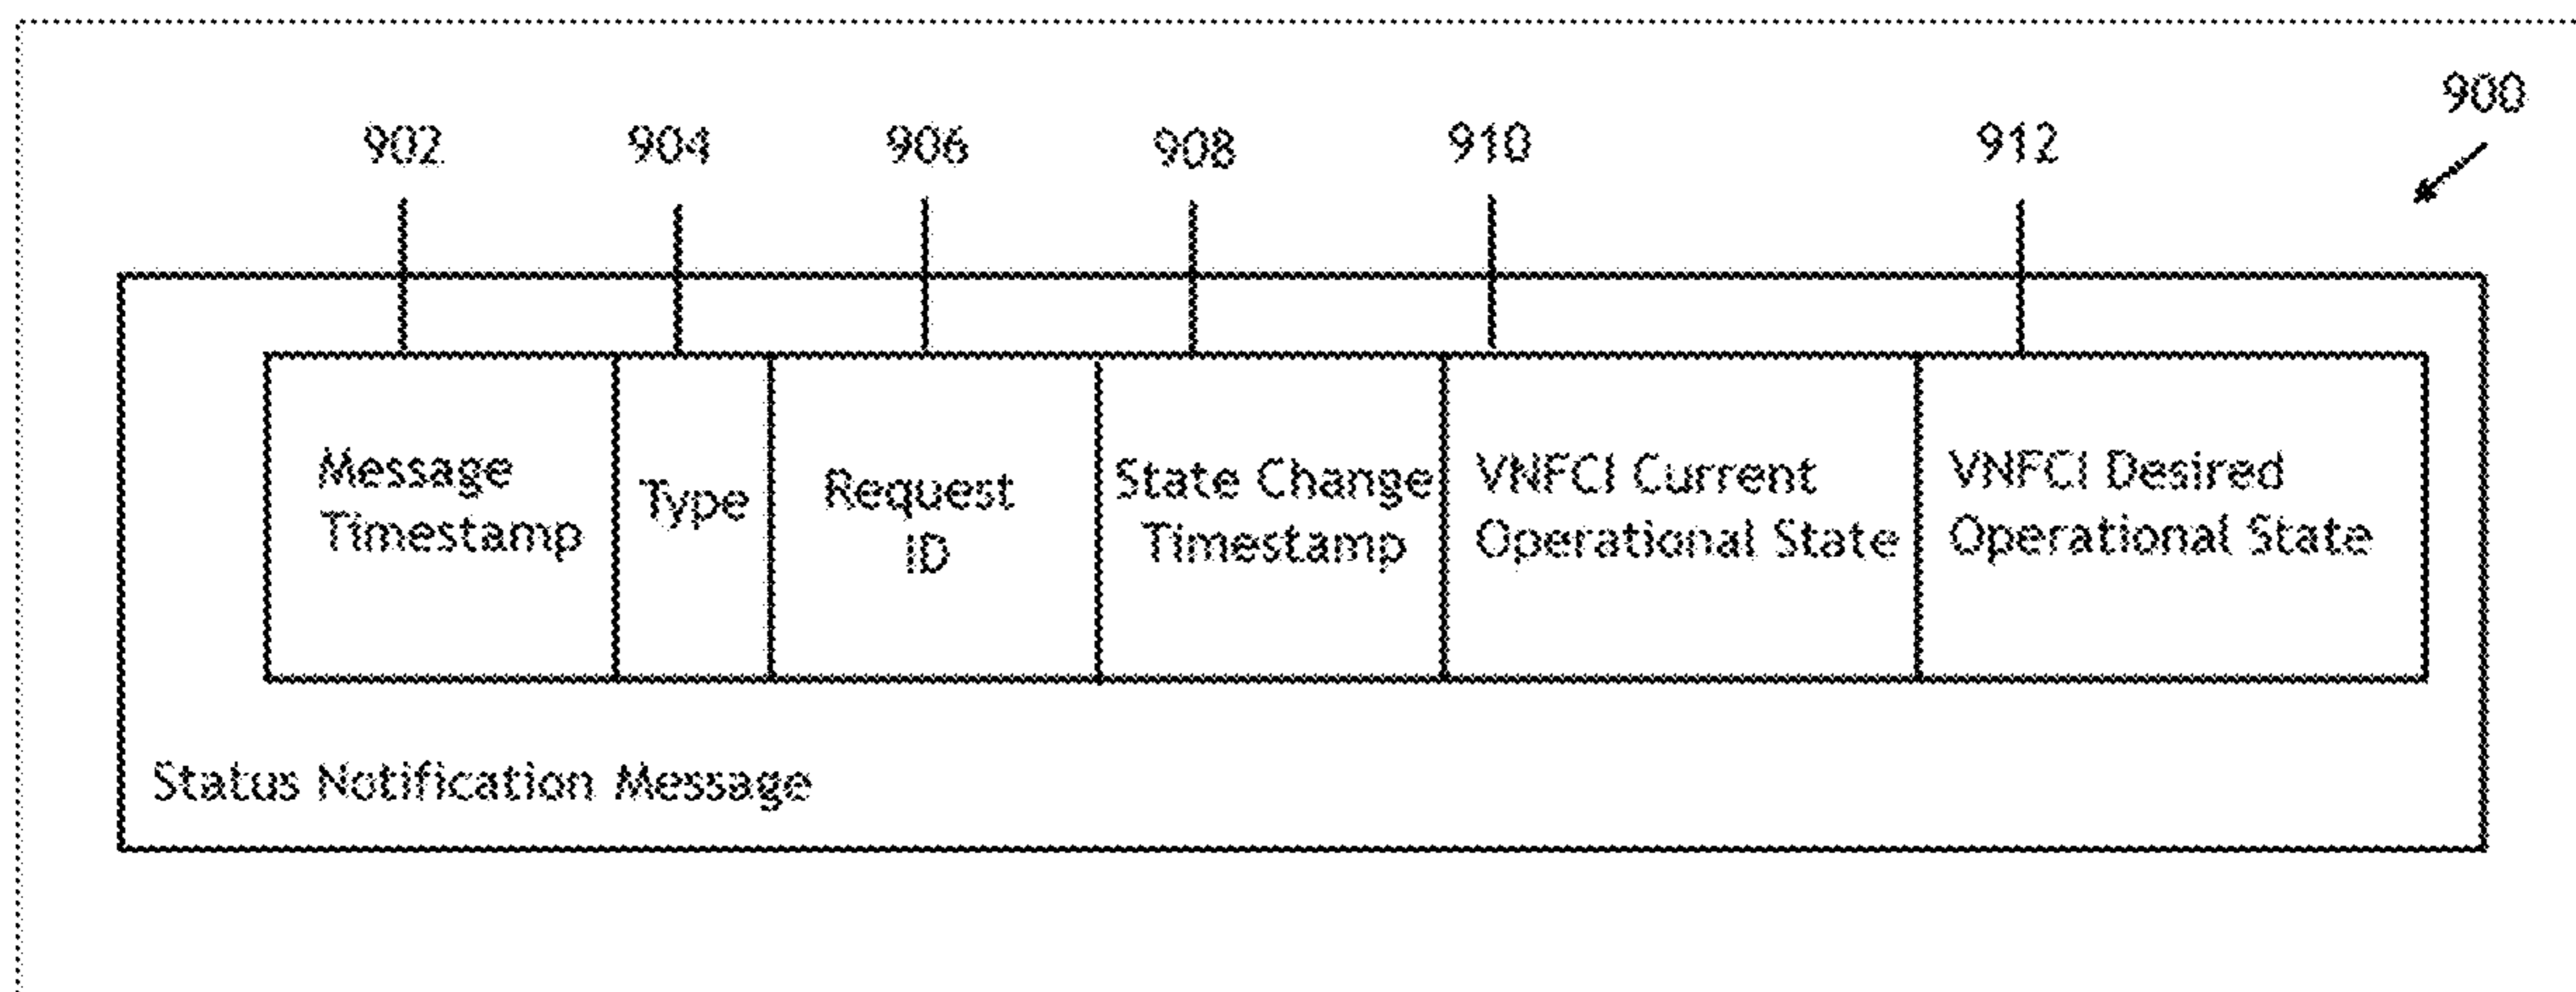 900
902 904 906 908 910 912
Message
Timestamp
Type
Request
ID
State Change
Timestamp
VNFCI Current
Operational State
VNFCI Desired
Operational State
Status Notification Message